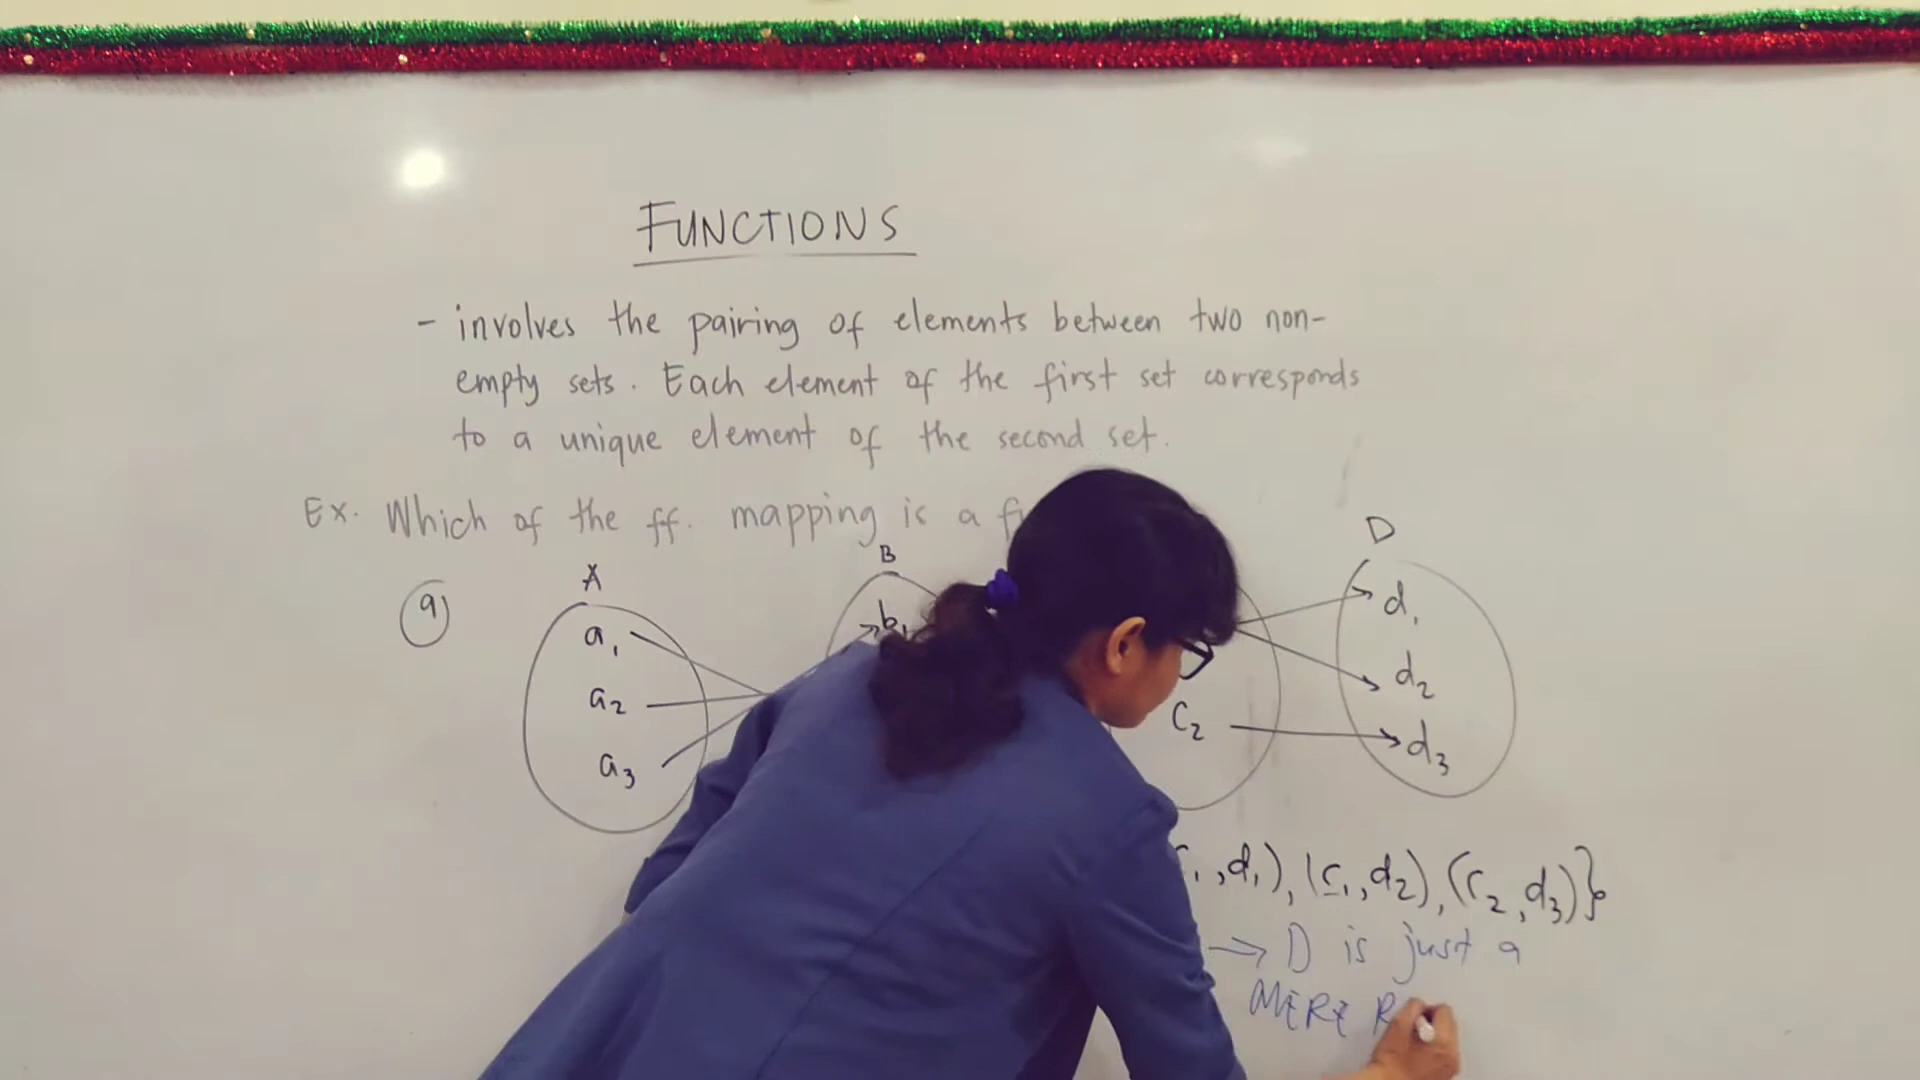 FUNCTIONS
- involves the pairing of elements between two non-
empty sets. Each element of the first set corresponds
to a unique element of the second set.
Ex. Which of the ff. mapping is a
a)
A
B
D
a1
a2
a3
b1
C2
d1
d2
d3
,d1), (c1,d2), (c2,d3)}
→ D is just a
MERE